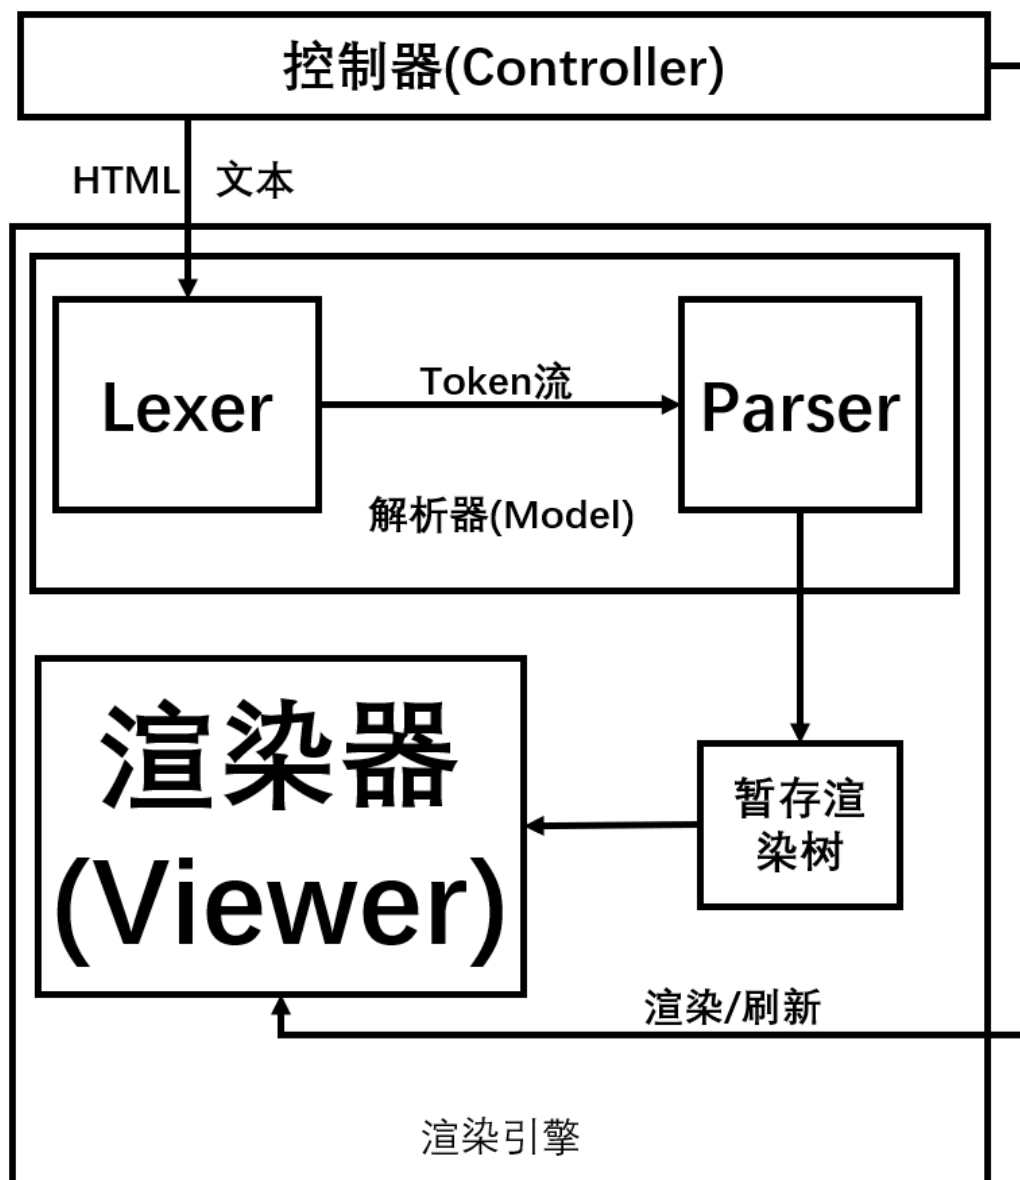 控制器(Controller)
HTML 文本
Lexer
Token流
Parser
解析器(Model)
渲染器
(Viewer)
暂存渲
染树
渲染/刷新
渲染引擎